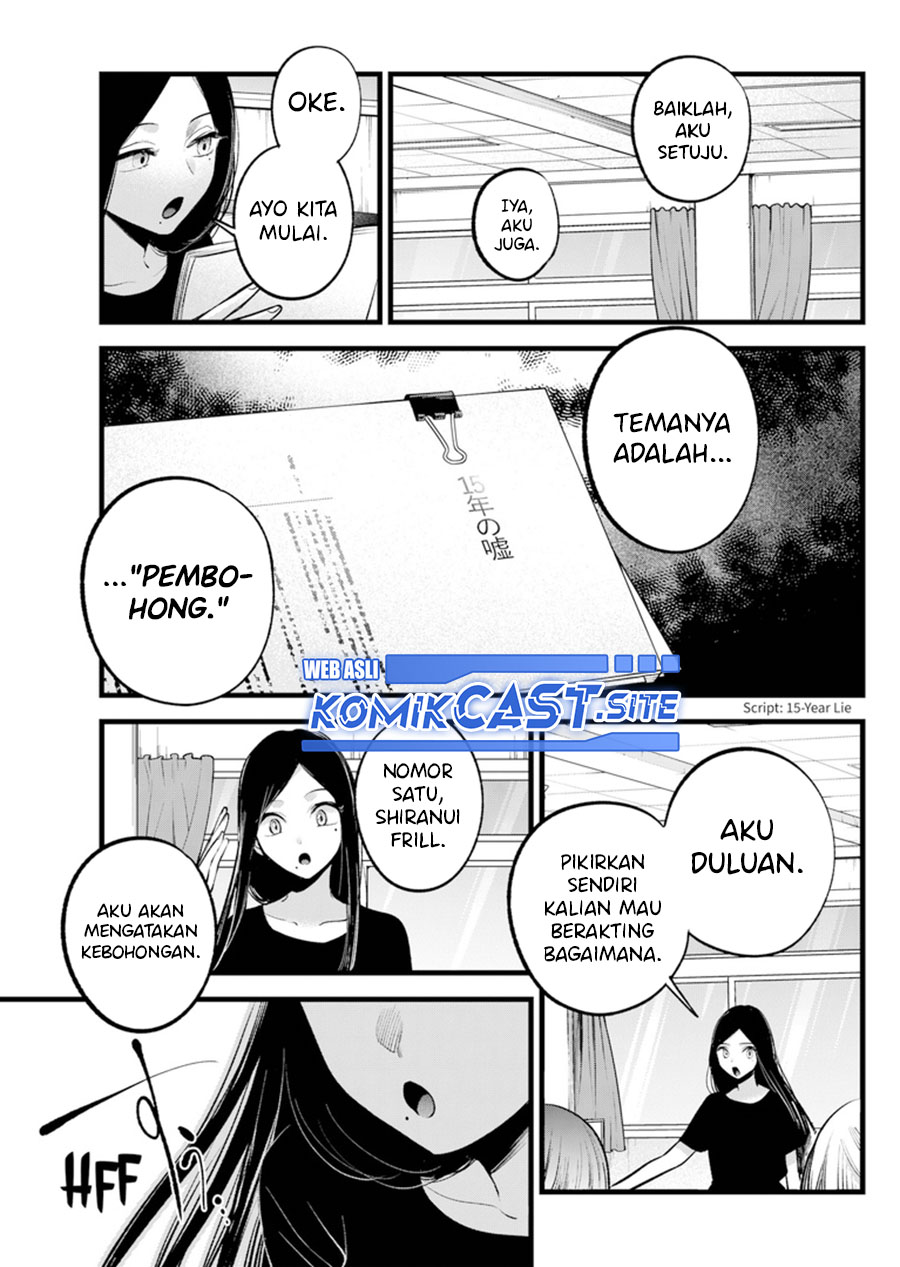 BAIKLAH,
AKU
SETUJU.
IYA,
AKU
JUGA.
OKE.
AYO KITA
MULAI.
TEMANYA
ADALAH...
15年の嘘
..."PEMBO-
HONG."
WEB ASLI
KOMIKCAST.SITE
Script: 15-Year Lie
AKU
DULUAN.
PIKIRKAN
SENDIRI
KALIAN MAU
BERAKTING
BAGAIMANA.
NOMOR
SATU,
SHIRANUI
FRILL.
AKU AKAN
MENGATAKAN
KEBOHONGAN.
HFF